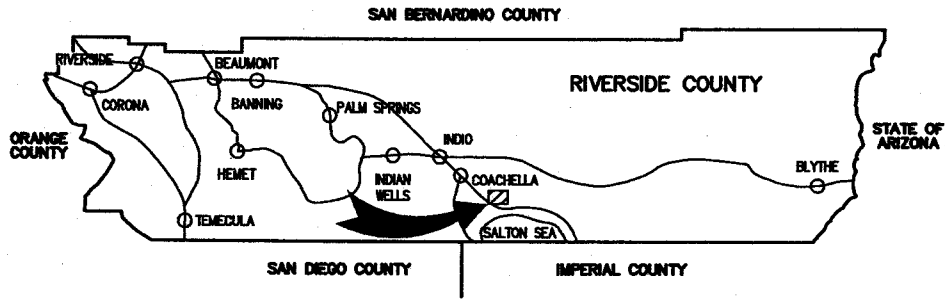 SAN BERNARDINO COUNTY
RIVERSIDE
BEAUMONT
RIVERSIDE COUNTY
CORONA
BANNING
PALM SPRINGS
ORANGE
COUNTY
INDIO
STATE OF
ARIZONA
HEMET
INDIAN
WELLS
COACHELLA
BLYTHE
TEMECULA
SALTON SEA
SAN DIEGO COUNTY
IMPERIAL COUNTY